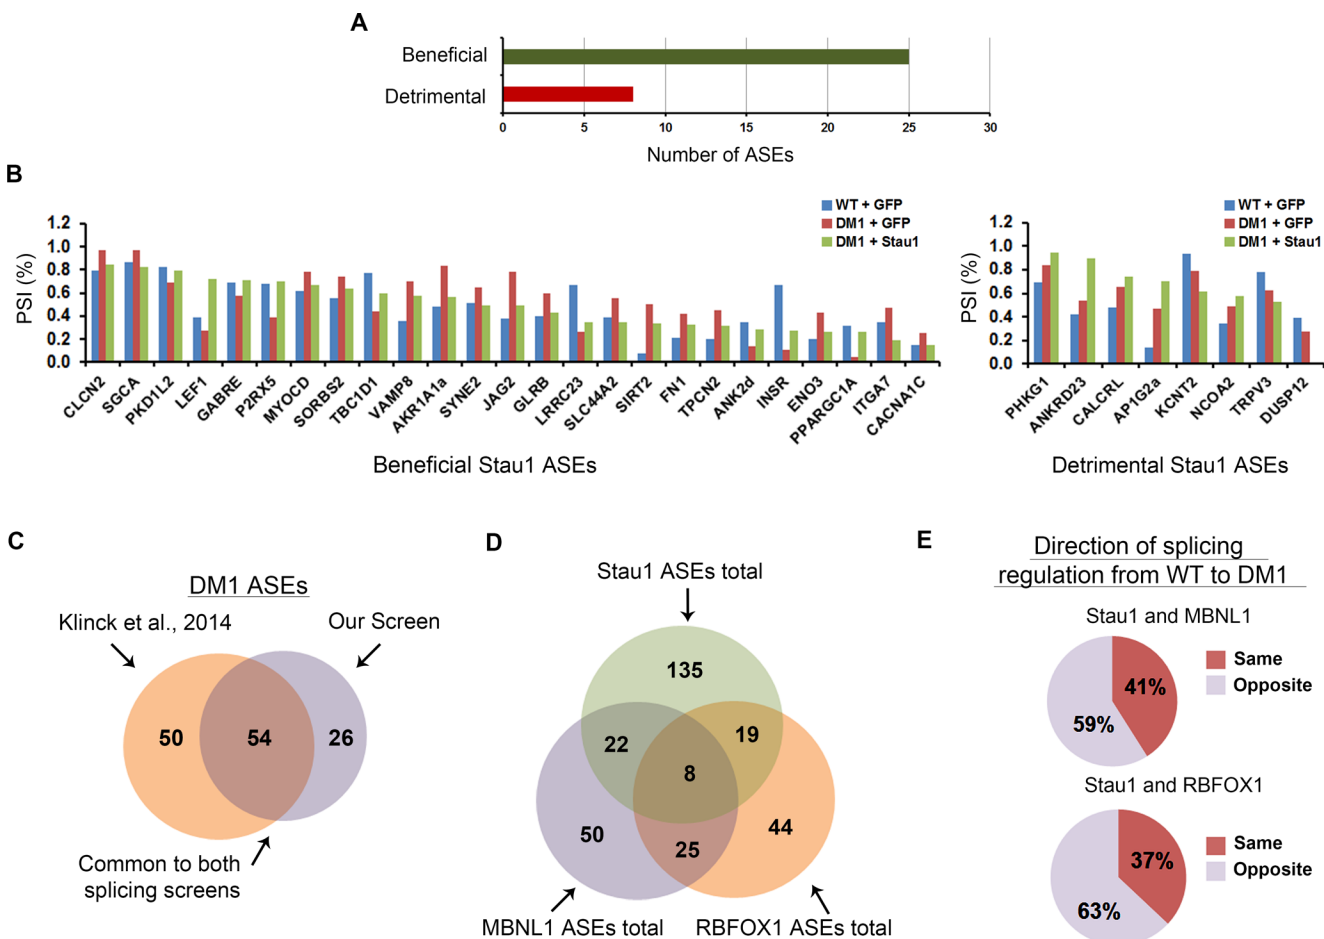 A
Beneficial
Detrimental
0 5 10 15 20 25 30
Number of ASEs
B
WT + GFP
DM1 + GFP
DM1 + Stau1
1.2
1.0
0.8
0.6
0.4
0.2
0.0
PSI (%)
CLCN2
SGCA
PKD1L2
LEF1
GABRE
P2RX5
MYOCD
SORBS2
TBC1D1
VAMP8
AKR1A1a
SYNE2
JAG2
GLRB
LRRC23
SLC44A2
SIRT2
FN1
TPCN2
ANK2d
INSR
ENO3
PPARGC1A
ITGA7
CACNA1C
Beneficial Stau1 ASEs
WT + GFP
DM1 + GFP
DM1 + Stau1
1.2
1.0
0.8
0.6
0.4
0.2
0.0
PSI (%)
PHKG1
ANKRD23
CALCRL
AP1G2a
KCNT2
NCOA2
TRPV3
DUSP12
Detrimental Stau1 ASEs
C
DM1 ASEs
Klinck et al., 2014
Our Screen
50 54 26
Common to both
splicing screens
D
Stau1 ASEs total
135
22 19
8
50 44
25
MBNL1 ASEs total
RBFOX1 ASEs total
E
Direction of splicing
regulation from WT to DM1
Stau1 and MBNL1
41%
59%
Same
Opposite
Stau1 and RBFOX1
37%
63%
Same
Opposite